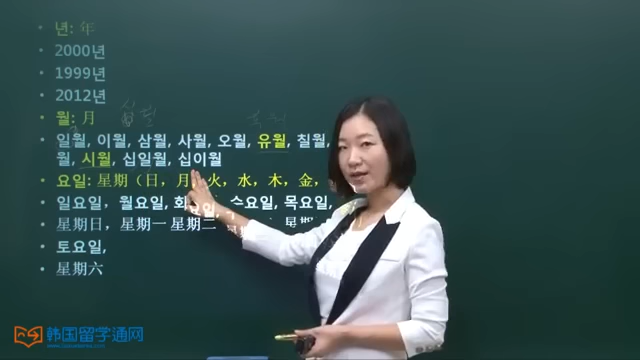 년: 年
2000년
1999년
2012년
월: 月
일월, 이월, 삼월, 사월, 오월, 유월, 칠월,
월, 시월, 십일월, 십이월
요일: 星期（日，月，火，水，木，金，
일요일, 월요일, 화 수요일, 목요일,
星期日，星期一 星期二
토요일,
星期六
韩国留学通网